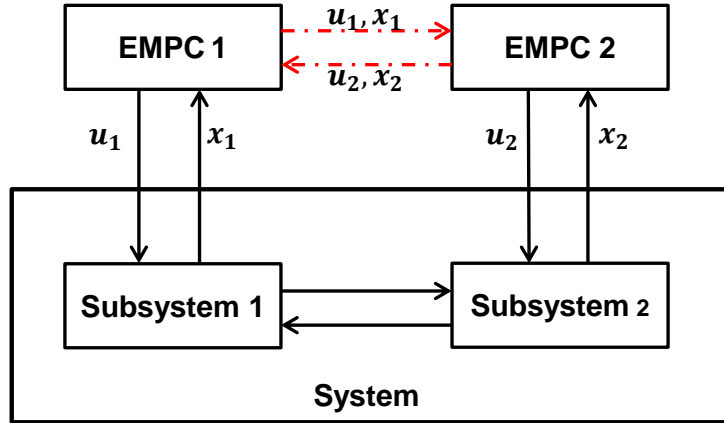 u₁, x₁
EMPC 1
EMPC 2
u₂, x₂
u₁
x₁
u₂
x₂
Subsystem 1
Subsystem 2
System